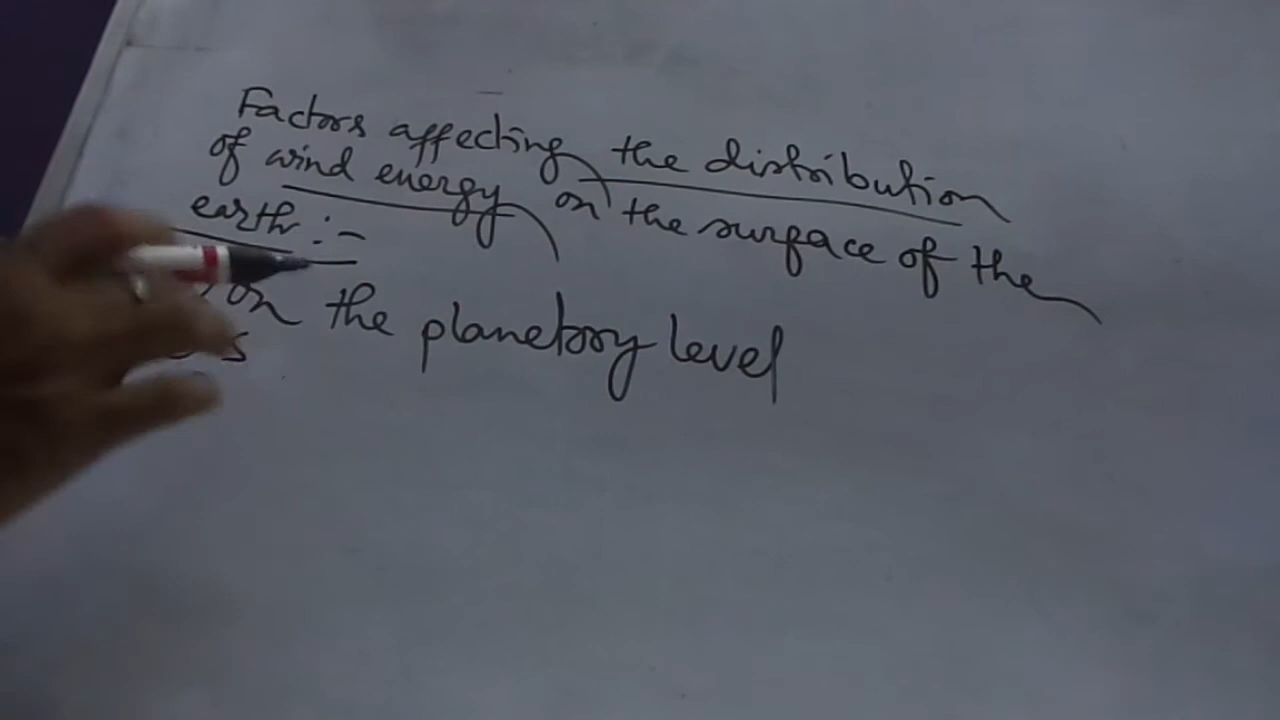 Factors affecting the distribution
of wind energy on the surface of the
earth :-
on the planetory level